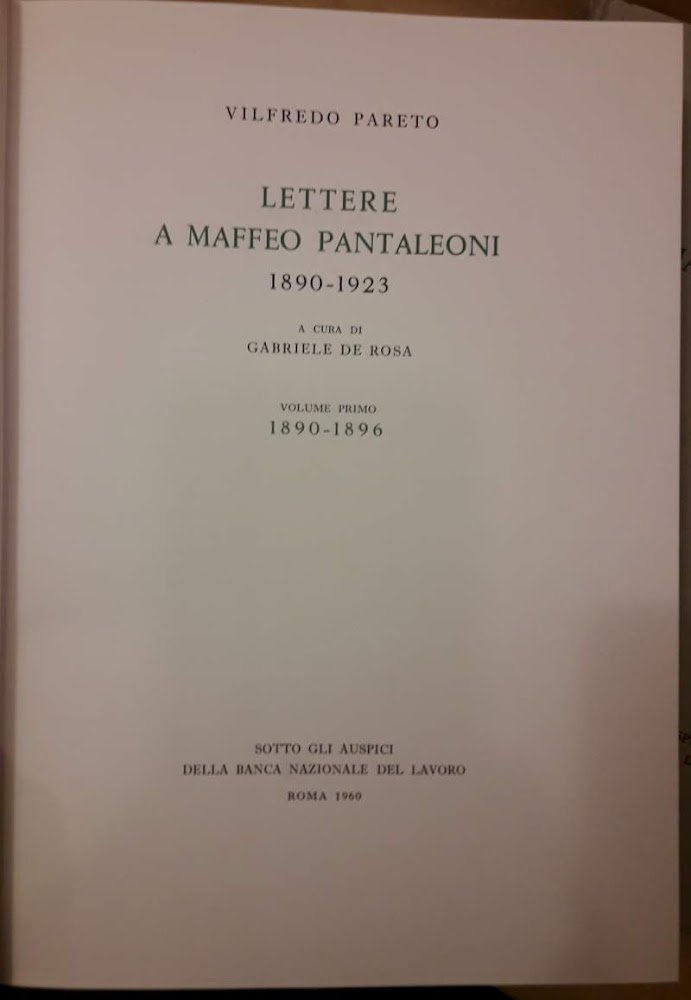 VILFREDO PARETO
LETTERE
A MAFFEO PANTALEONI
1890-1923
A CURA DI
GABRIELE DE ROSA
VOLUME PRIMO
1890-1896
SOTTO GLI AUSPICI
DELLA BANCA NAZIONALE DEL LAVORO
ROMA 1960